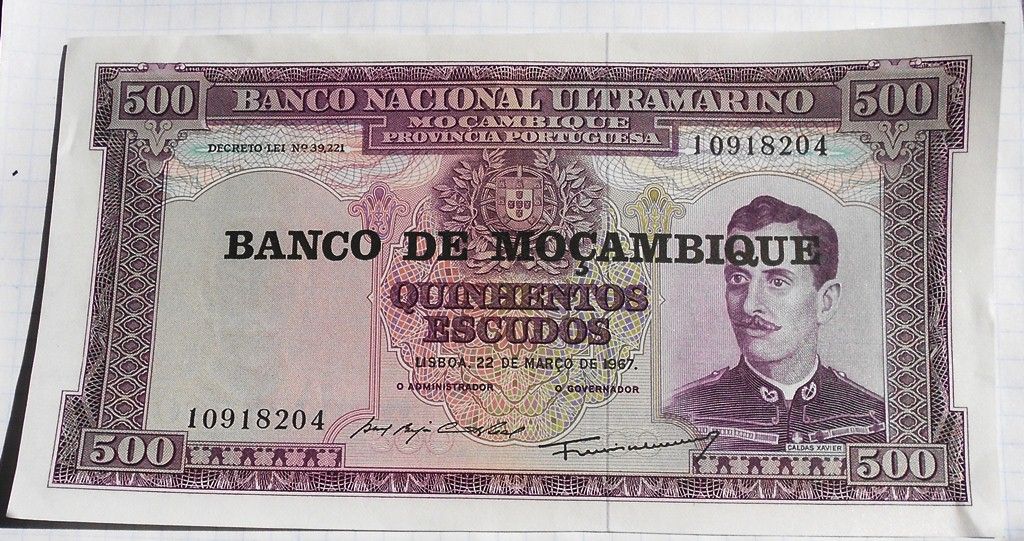 500 BANCO NACIONAL ULTRAMARINO 500
MOÇAMBIQUE
PROVINCIA PORTUGUESA
DECRETO-LEI Nº 39,221
10918204
BANCO DE MOÇAMBIQUE
QUINHENTOS
ESCUDOS
LISBOA, 22 DE MARÇO DE 1967.
O ADMINISTRADOR O GOVERNADOR
10918204
CALDAS XAVIER
500 500